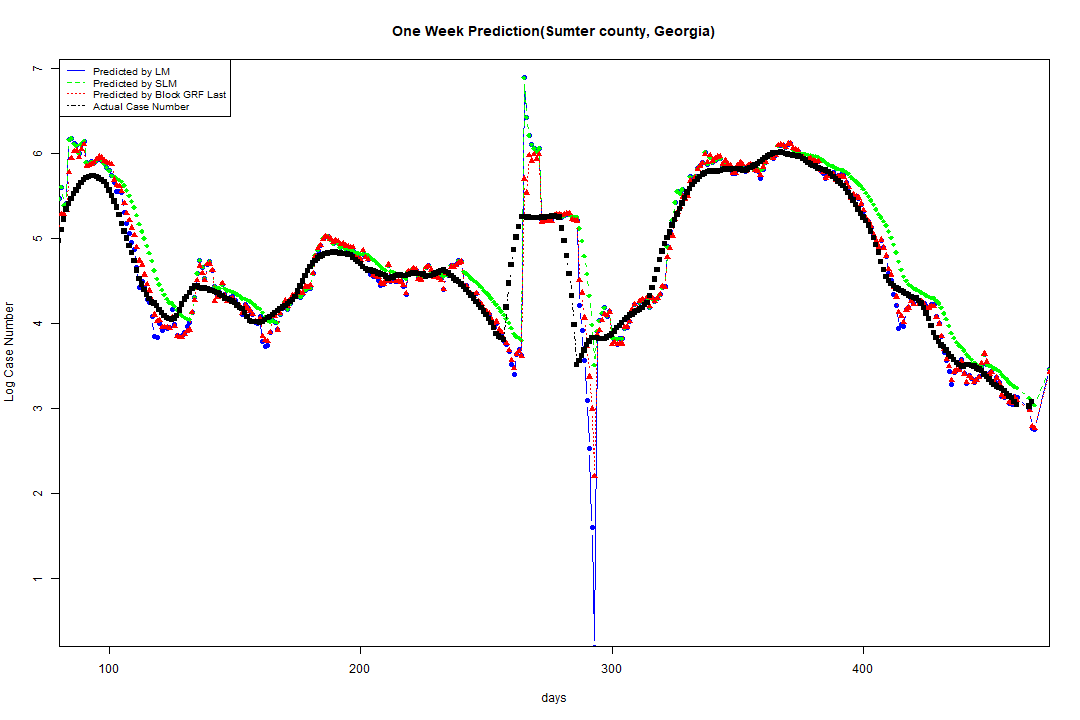 One Week Prediction(Sumter county, Georgia)
Predicted by LM
Predicted by SLM
Predicted by Block GRF Last
Actual Case Number
Log Case Number
7
6
5
4
3
2
1
100
200
300
400
days